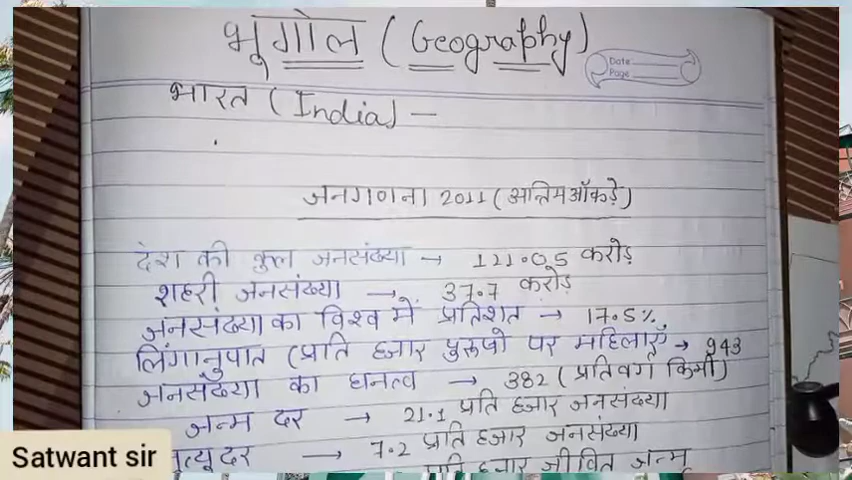 भूगोल (Geography)
Date
Page
भारत (India) —
जनगणना 2011 (अन्तिम आँकड़े)
देश की कुल जनसंख्या → 121.05 करोड़
शहरी जनसंख्या → 37.7 करोड़
जनसंख्या का विश्व में प्रतिशत → 17.5%
लिंगानुपात (प्रति हजार पुरूषो पर महिलाएँ → 943
जनसंख्या का घनत्व → 382 (प्रतिवर्ग किमी)
जन्म दर → 21.1 प्रति हजार जनसंख्या
मृत्यु दर → 7.2 प्रति हजार जनसंख्या
प्रति हजार जीवित जन्म
Satwant sir